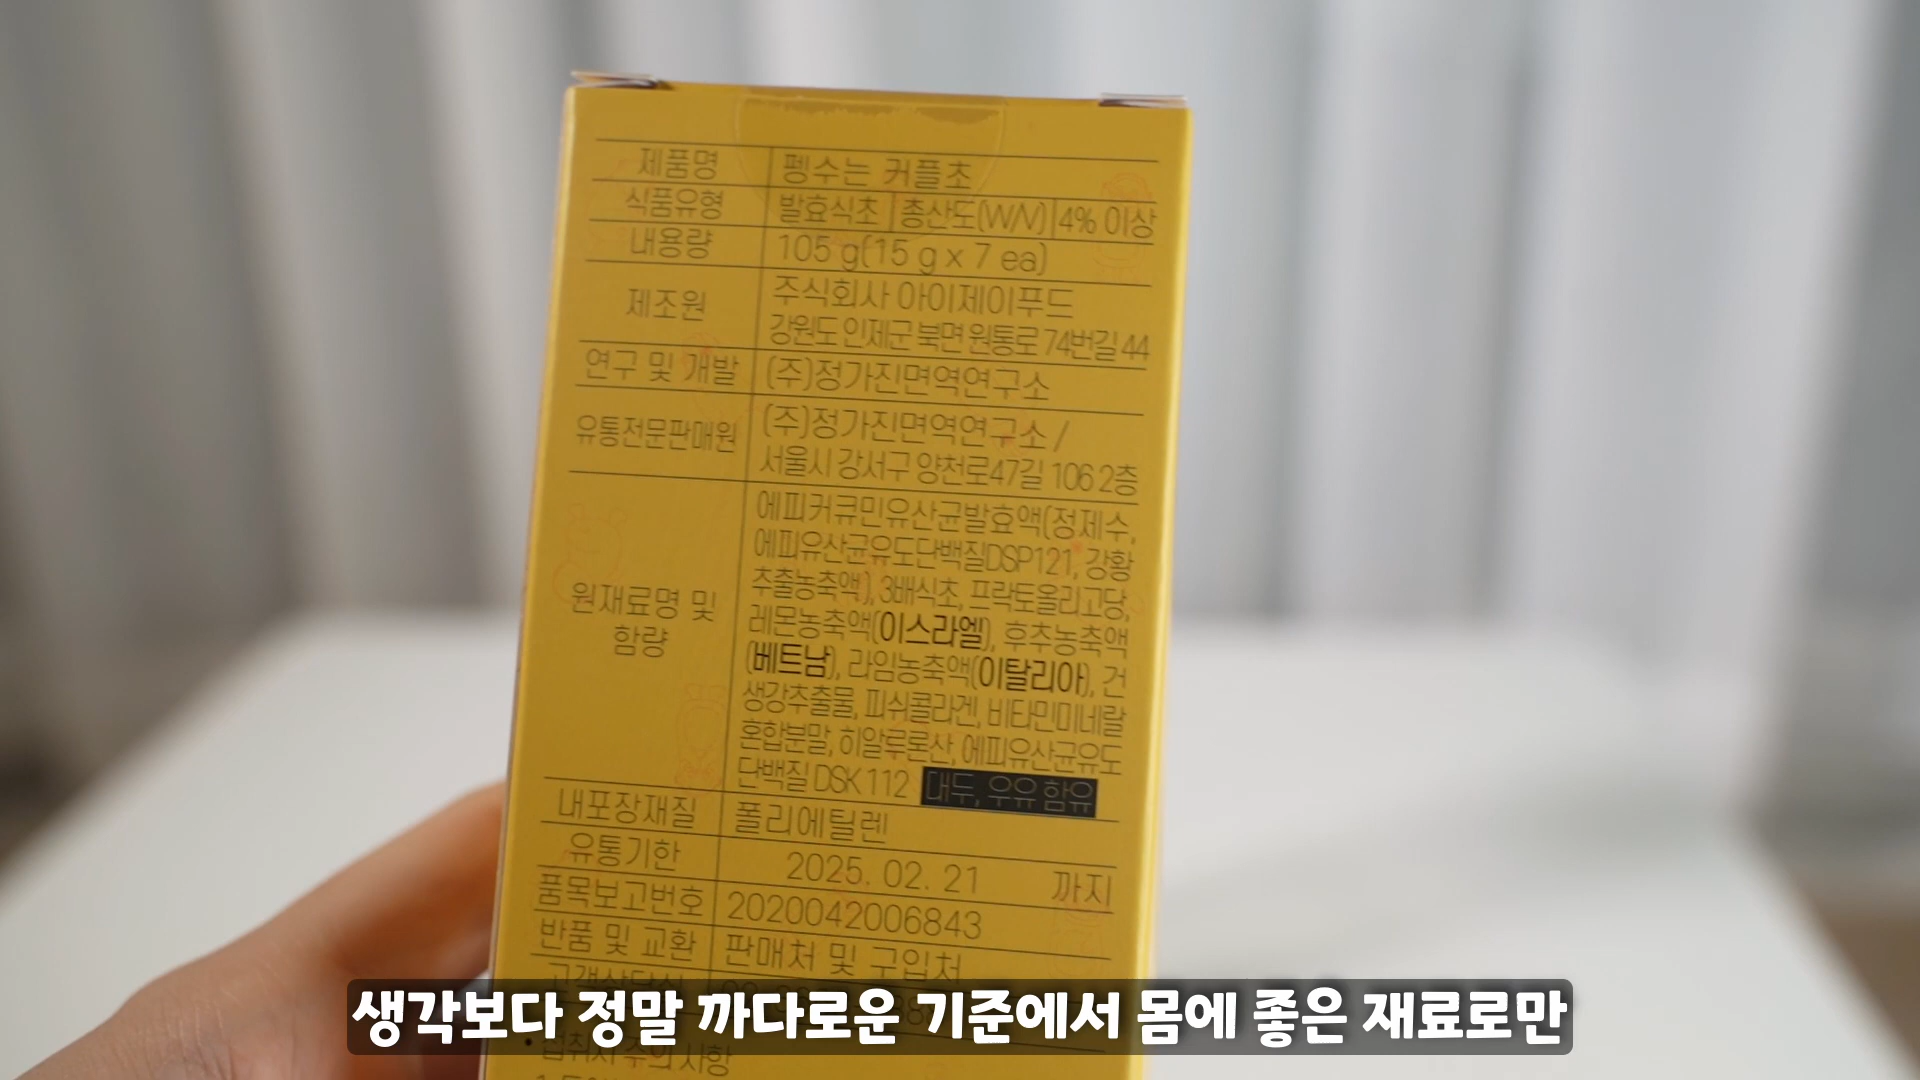 제품명 펭수는 커플초
식품유형 발효식초 총산도(W/V) 4% 이상
내용량 105 g(15 g x 7 ea)
제조원 주식회사 아이제이푸드
강원도 인제군 북면 원통로 74번길 44
연구 및 개발 (주)정가진면역연구소
유통전문판매원 (주)정가진면역연구소 /
서울시 강서구 양천로47길 106 2층
원재료명 및
함량
에피커큐민유산균발효액(정제수,
에피유산균유도단백질DSP121, 강황
추출농축액), 3배식초, 프락토올리고당,
레몬농축액(이스라엘), 후추농축액
(베트남), 라임농축액(이탈리아), 건
생강추출물, 피쉬콜라겐, 비타민미네랄
혼합분말, 히알루론산, 에피유산균유도
단백질 DSK 112 대두, 우유 함유
내포장재질 폴리에틸렌
유통기한 2025. 02. 21 까지
품목보고번호 2020042006843
반품 및 교환 판매처 및 구입처
생각보다 정말 까다로운 기준에서 몸에 좋은 재료로만